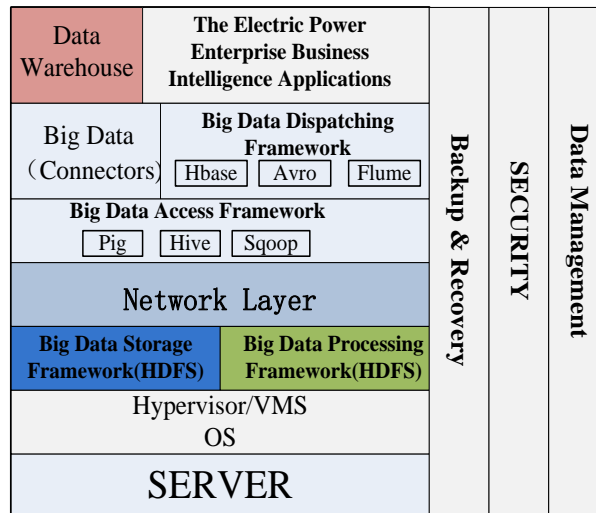 Data
Warehouse
The Electric Power
Enterprise Business
Intelligence Applications
Big Data
（Connectors)
Big Data Dispatching
Framework
Hbase
Avro
Flume
Big Data Access Framework
Pig
Hive
Sqoop
Network Layer
Big Data Storage
Framework(HDFS)
Big Data Processing
Framework(HDFS)
Hypervisor/VMS
OS
SERVER
Backup & Recovery
SECURITY
Data Management